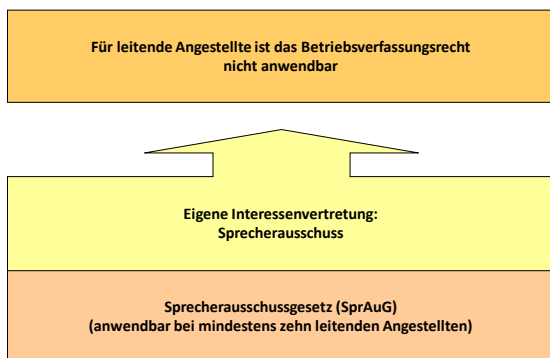 Für leitende Angestellte ist das Betriebsverfassungsrecht
nicht anwendbar
Eigene Interessenvertretung:
Sprecherausschuss
Sprecherausschussgesetz (SprAuG)
(anwendbar bei mindestens zehn leitenden Angestellten)